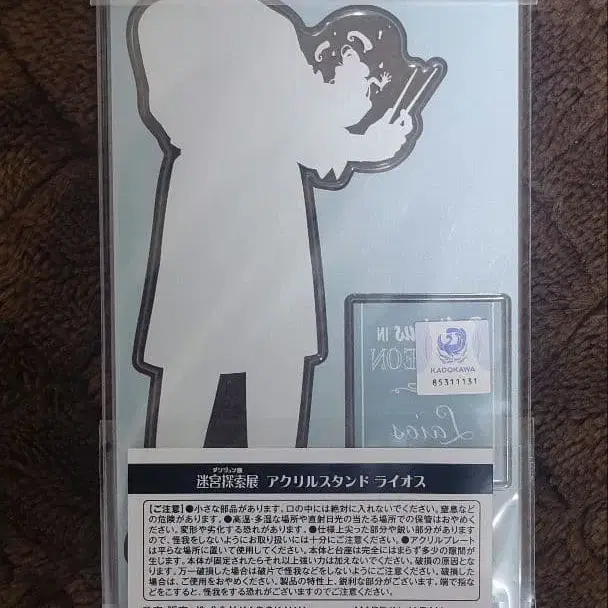 us IN
EON
Laios
KADOKAWA
85311131
ダンジョン飯
迷宮探索展 アクリルスタンド ライオス
【ご注意】●小さな部品があります。口の中には絶対に入れないでください。窒息など
の危険があります。●高温・多湿な場所や直射日光の当たる場所での保管はおやめく
ださい。変形や劣化する恐れがあります。●仕様上尖った部分や鋭い部分があります
ので、怪我をしないようにお取り扱いには十分にご注意ください。●アクリルプレート
は平らな場所に置いて使用してください。本体と台座は完全にはまらず多少の隙間が
生じます。本体が固定されたらそれ以上強い力は加えないでください。破損の原因とな
ります。万一破損した場合は破片で怪我などをしないようにご注意ください。破損した
場合は、ご使用をおやめください。製品の特性上、鋭利な部分がございます。端で指な
どをこすると、怪我をする恐れがございますのでご注意ください。